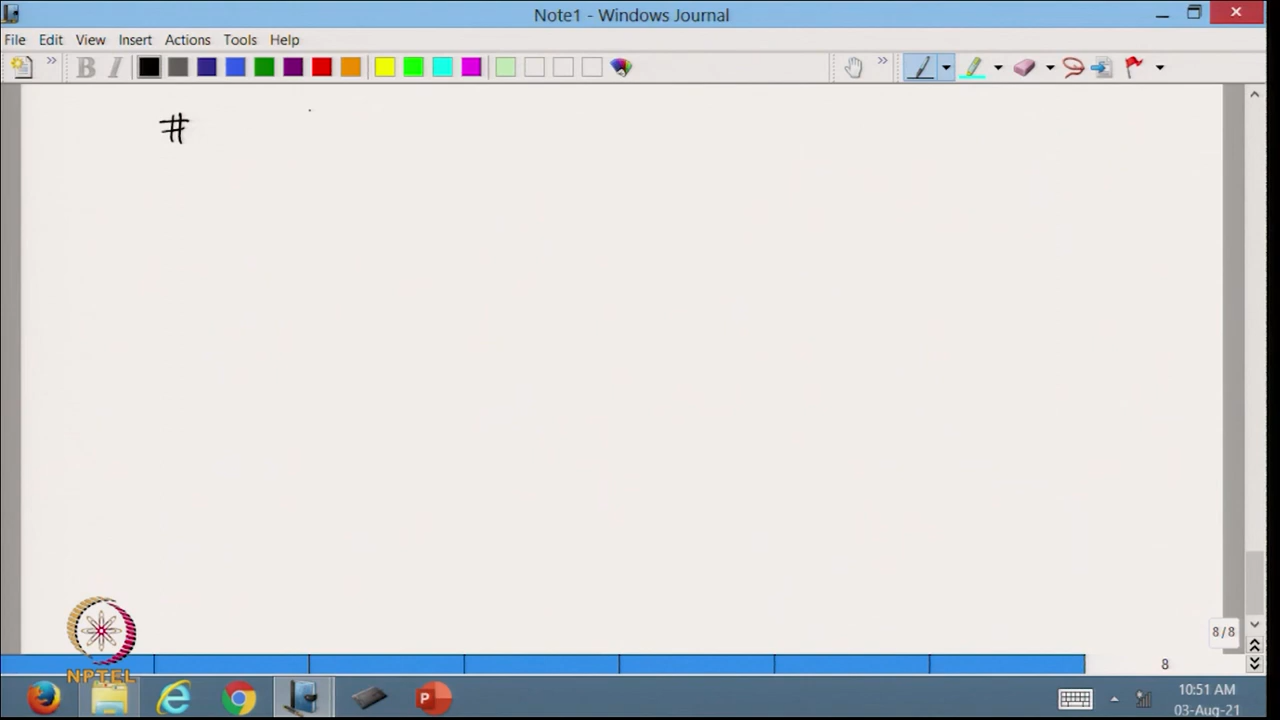 Note1 - Windows Journal
File Edit View Insert Actions Tools Help
B I
#
8/8
8
NPTEL
10:51 AM
03-Aug-21